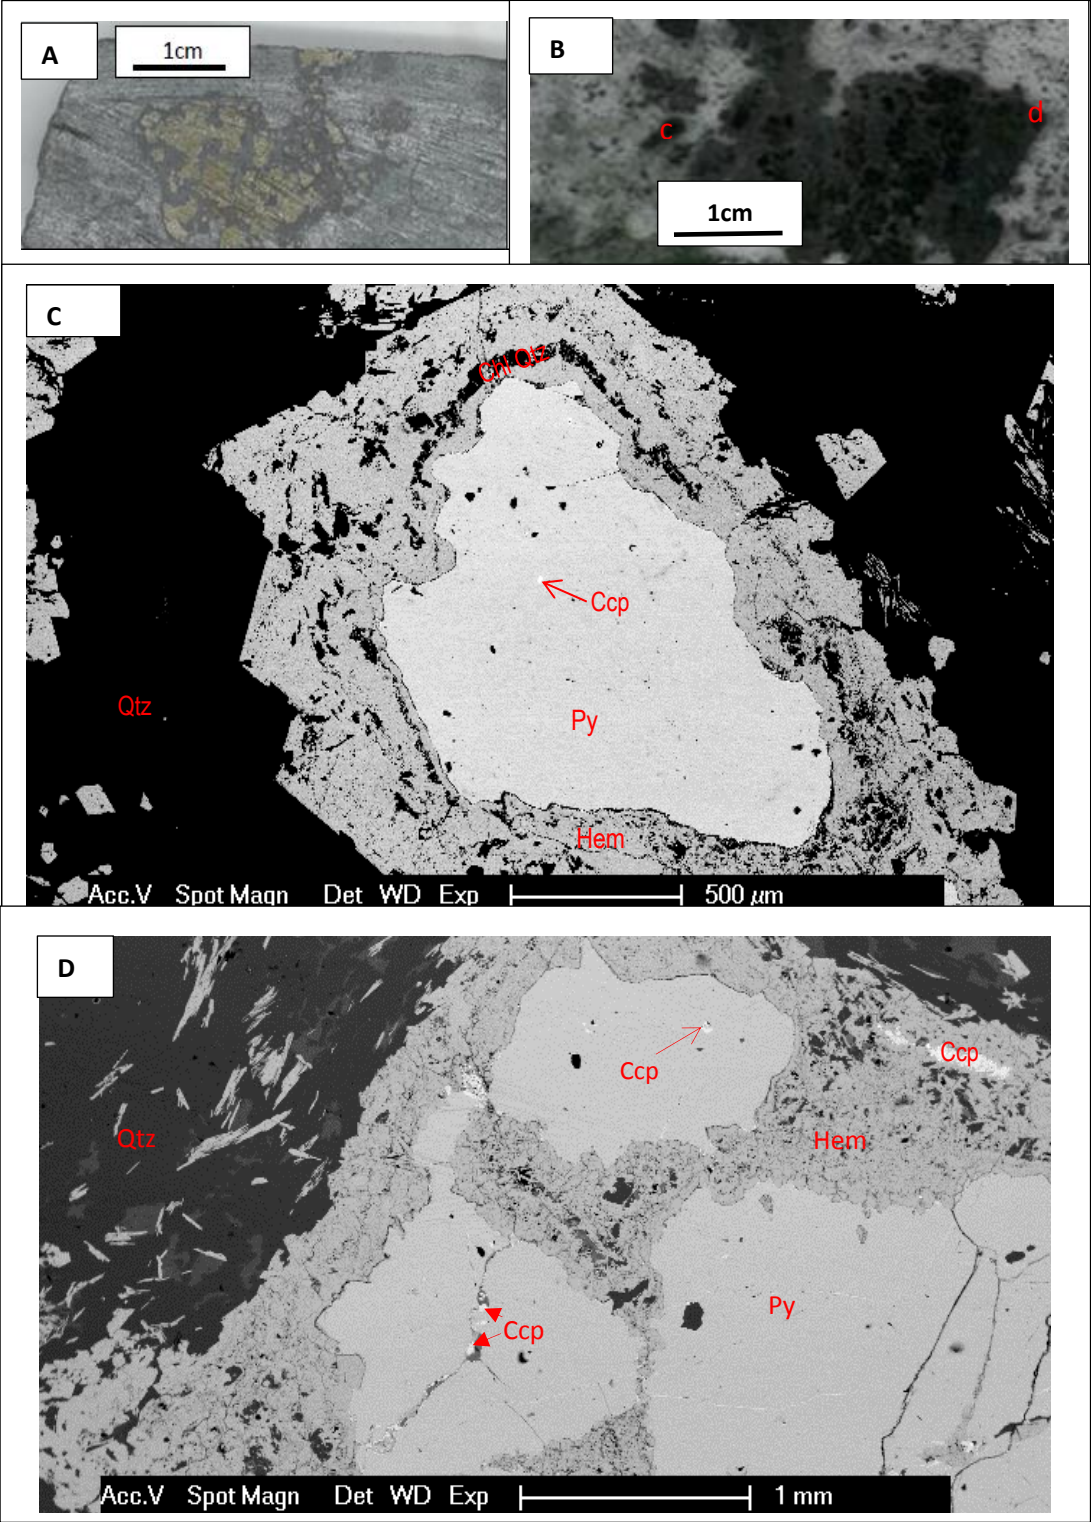 A
1cm
B
c
d
1cm
C
Chl Qtz
Ccp
Qtz
Py
Hem
Acc.V Spot Magn Det WD Exp 500 µm
D
Ccp
Ccp
Qtz
Hem
Py
Ccp
Acc.V Spot Magn Det WD Exp 1 mm